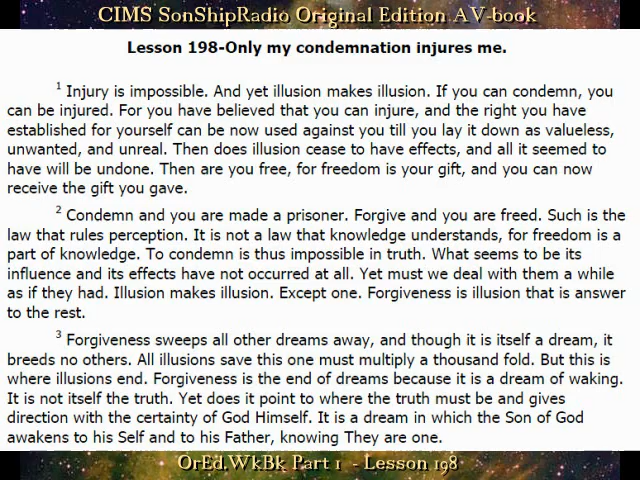 CIMS SonShipRadio Original Edition AV-book
Lesson 198-Only my condemnation injures me.
1 Injury is impossible. And yet illusion makes illusion. If you can condemn, you
can be injured. For you have believed that you can injure, and the right you have
established for yourself can be now used against you till you lay it down as valueless,
unwanted, and unreal. Then does illusion cease to have effects, and all it seemed to
have will be undone. Then are you free, for freedom is your gift, and you can now
receive the gift you gave.
2 Condemn and you are made a prisoner. Forgive and you are freed. Such is the
law that rules perception. It is not a law that knowledge understands, for freedom is a
part of knowledge. To condemn is thus impossible in truth. What seems to be its
influence and its effects have not occurred at all. Yet must we deal with them a while
as if they had. Illusion makes illusion. Except one. Forgiveness is illusion that is answer
to the rest.
3 Forgiveness sweeps all other dreams away, and though it is itself a dream, it
breeds no others. All illusions save this one must multiply a thousand fold. But this is
where illusions end. Forgiveness is the end of dreams because it is a dream of waking.
It is not itself the truth. Yet does it point to where the truth must be and gives
direction with the certainty of God Himself. It is a dream in which the Son of God
awakens to his Self and to his Father, knowing They are one.
OrEd.WkBk Part 1 - Lesson 198